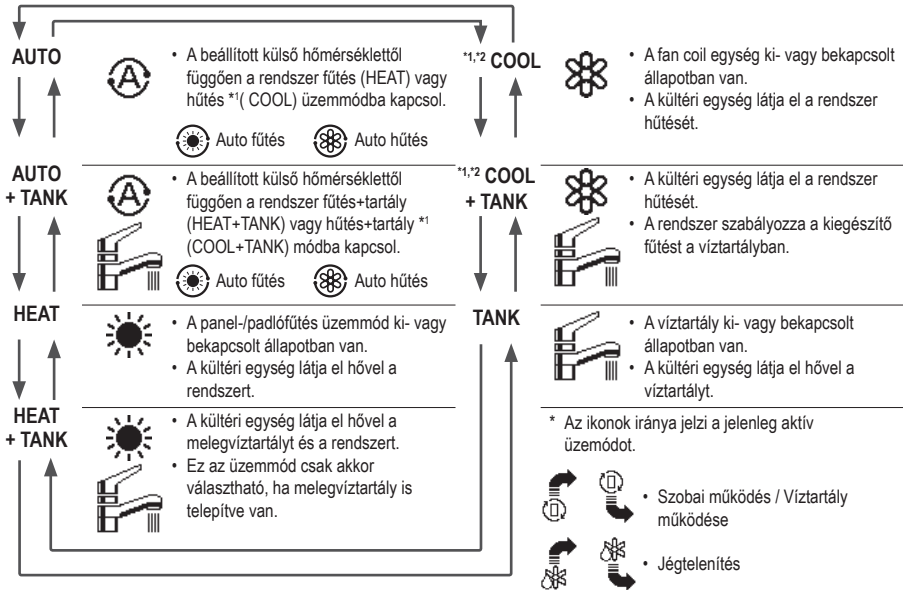 AUTO
• A beállított külső hőmérséklettől
függően a rendszer fűtés (HEAT) vagy
hűtés *1( COOL) üzemmódba kapcsol.
Auto fűtés Auto hűtés
AUTO
+ TANK
• A beállított külső hőmérséklettől
függően a rendszer fűtés+tartály
(HEAT+TANK) vagy hűtés+tartály *1
(COOL+TANK) módba kapcsol.
Auto fűtés Auto hűtés
HEAT
• A panel-/padlófűtés üzemmód ki- vagy
bekapcsolt állapotban van.
• A kültéri egység látja el hővel a
rendszert.
HEAT
+ TANK
• A kültéri egység látja el hővel a
melegvíztartályt és a rendszert.
• Ez az üzemmód csak akkor
választható, ha melegvíztartály is
telepítve van.
*1,*2 COOL
• A fan coil egység ki- vagy bekapcsolt
állapotban van.
• A kültéri egység látja el a rendszer
hűtését.
*1,*2 COOL
+ TANK
• A kültéri egység látja el a rendszer
hűtését.
• A rendszer szabályozza a kiegészítő
fűtést a víztartályban.
TANK
• A víztartály ki- vagy bekapcsolt
állapotban van.
• A kültéri egység látja el hővel a
víztartályt.
* Az ikonok iránya jelzi a jelenleg aktív
üzemódot.
• Szobai működés / Víztartály
működése
• Jégtelenítés